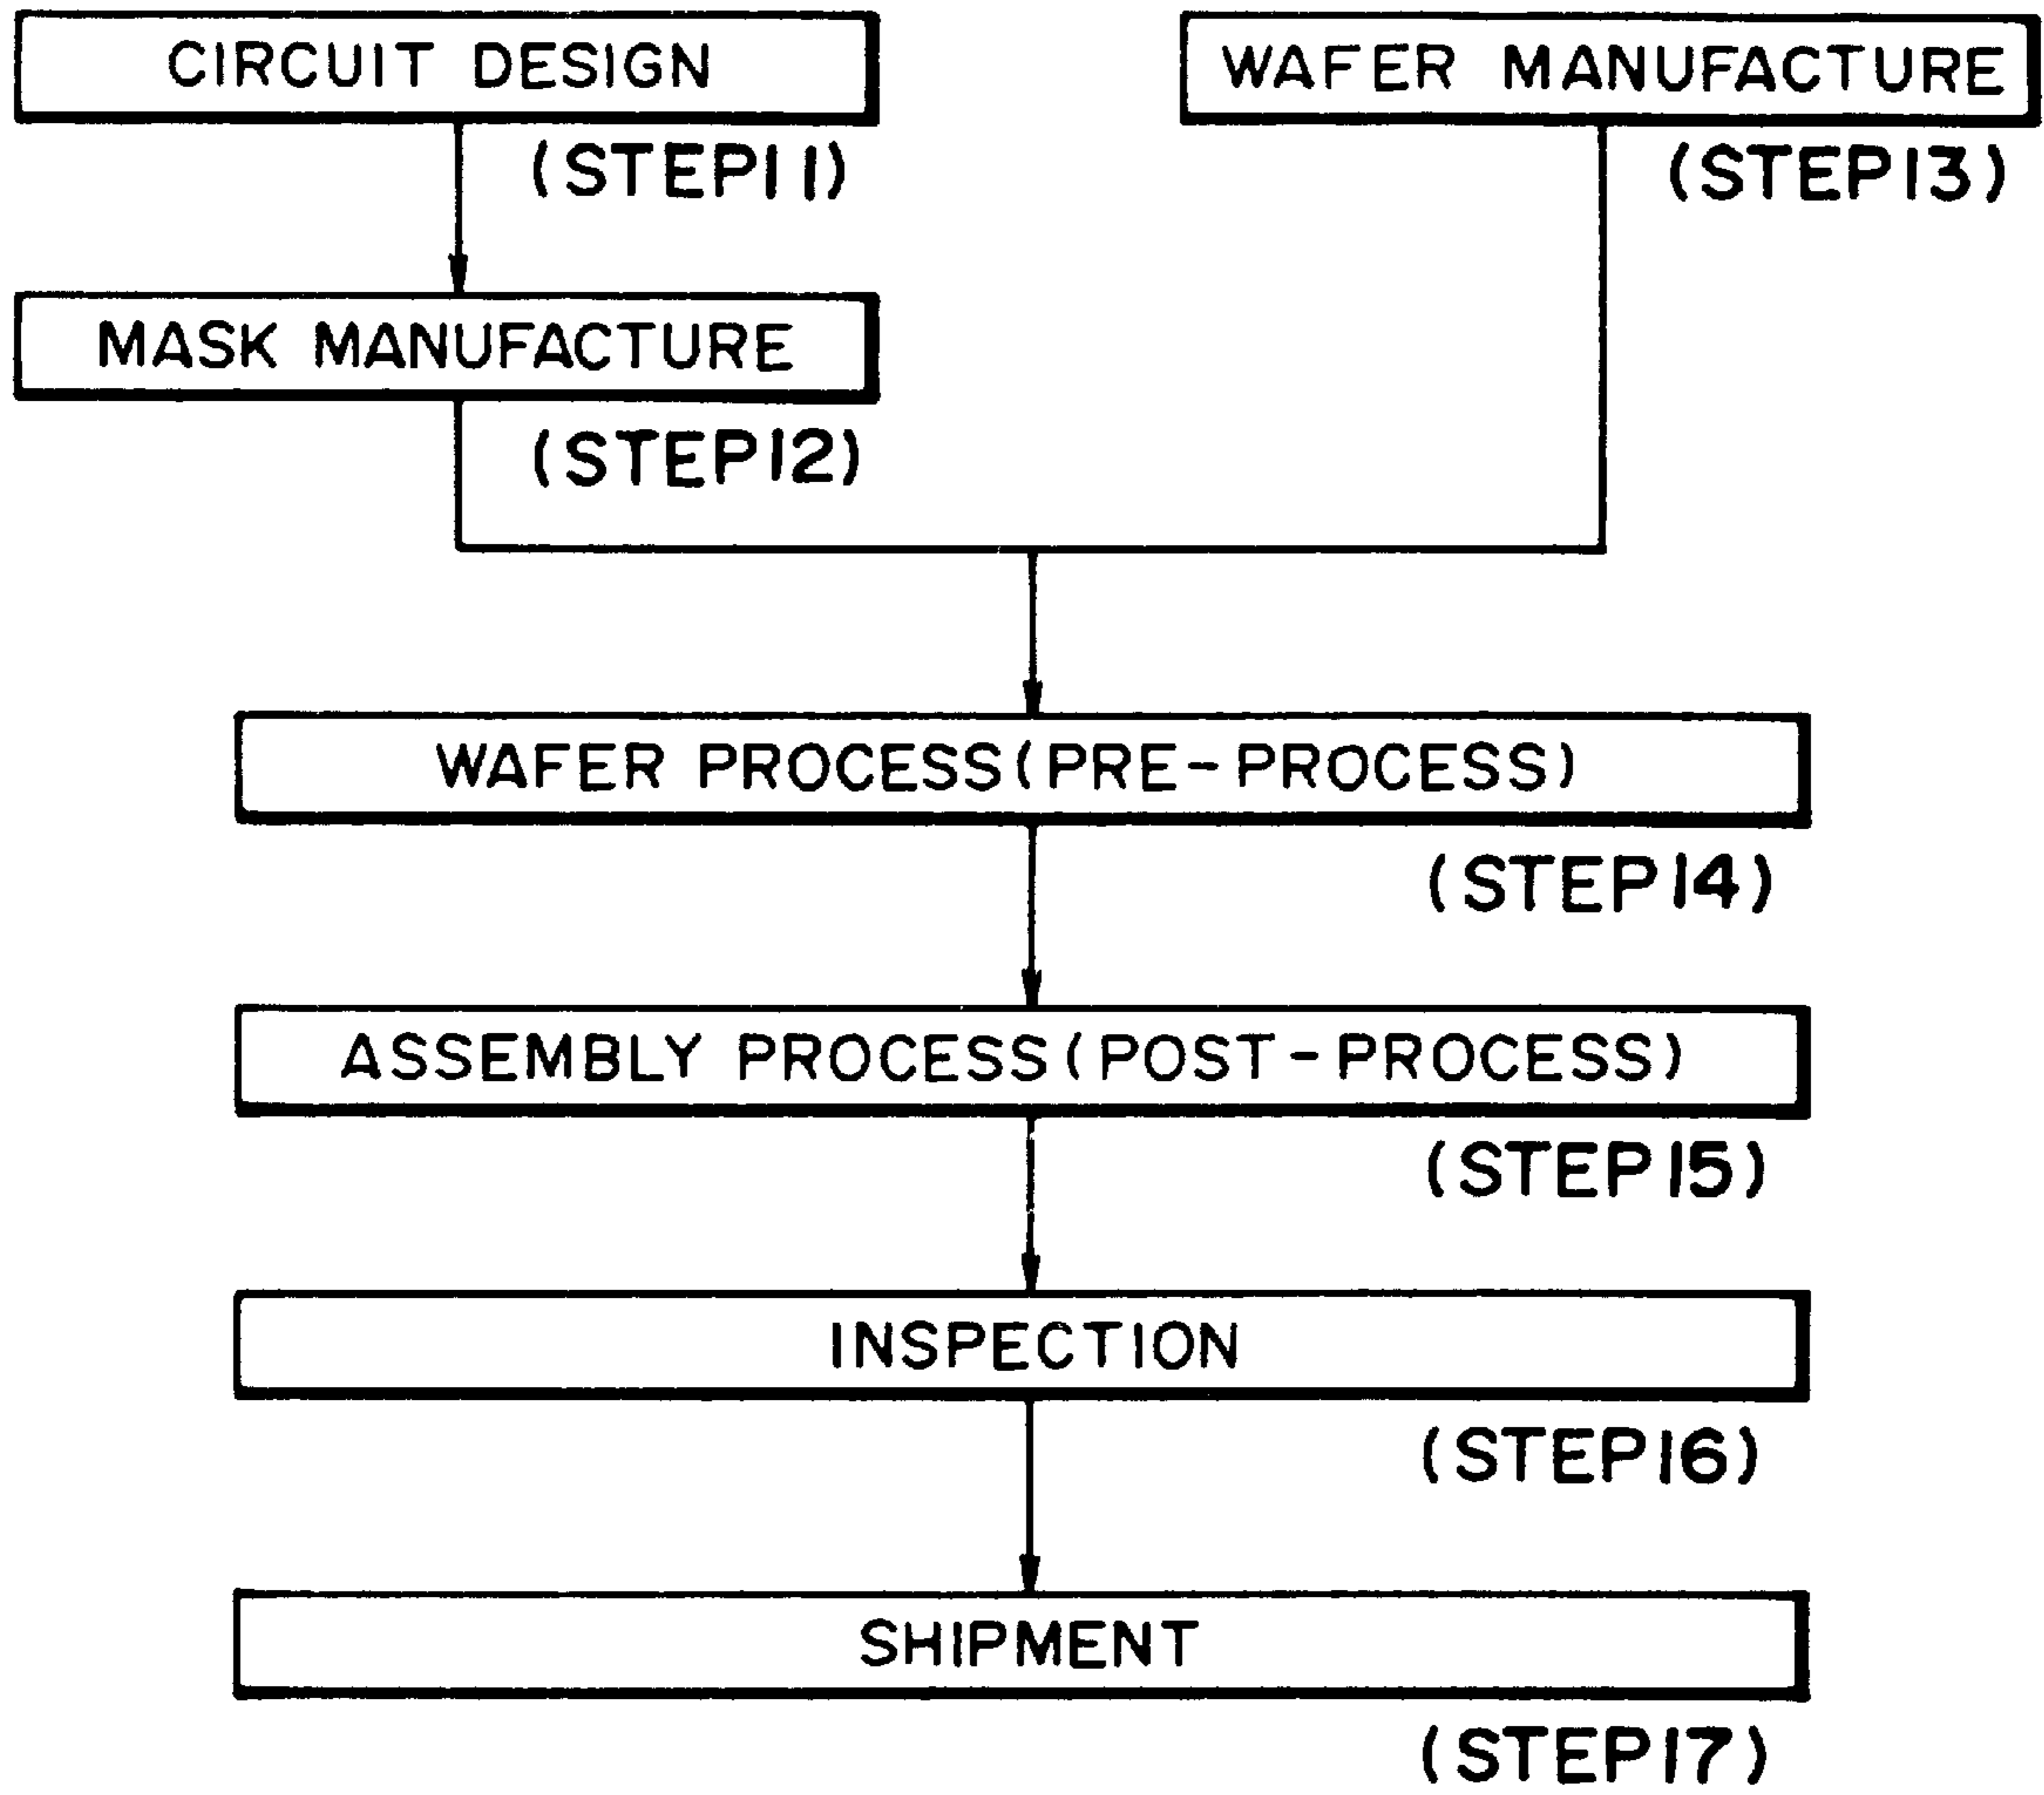 CIRCUIT DESIGN
(STEP11)
WAFER MANUFACTURE
(STEP13)
MASK MANUFACTURE
(STEP12)
WAFER PROCESS(PRE-PROCESS)
(STEP14)
ASSEMBLY PROCESS(POST-PROCESS)
(STEP15)
INSPECTION
(STEP16)
SHIPMENT
(STEP17)